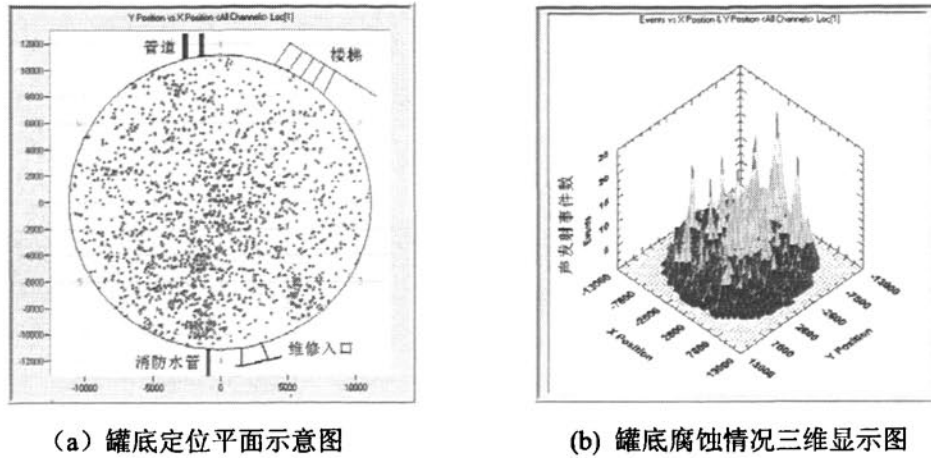 Y Position vs X Position <All Channels> Loc[1]
12000
10000
8000
6000
4000
2000
0
-2000
-4000
-6000
-8000
-10000
-12000
管道
楼梯
消防水管
维修入口
-10000
-5000
0
5000
10000
Events vs X Position & Y Position <All Channels> Loc[1]
声发射事件数
Events
X Position
Y Position
(a) 罐底定位平面示意图
(b) 罐底腐蚀情况三维显示图